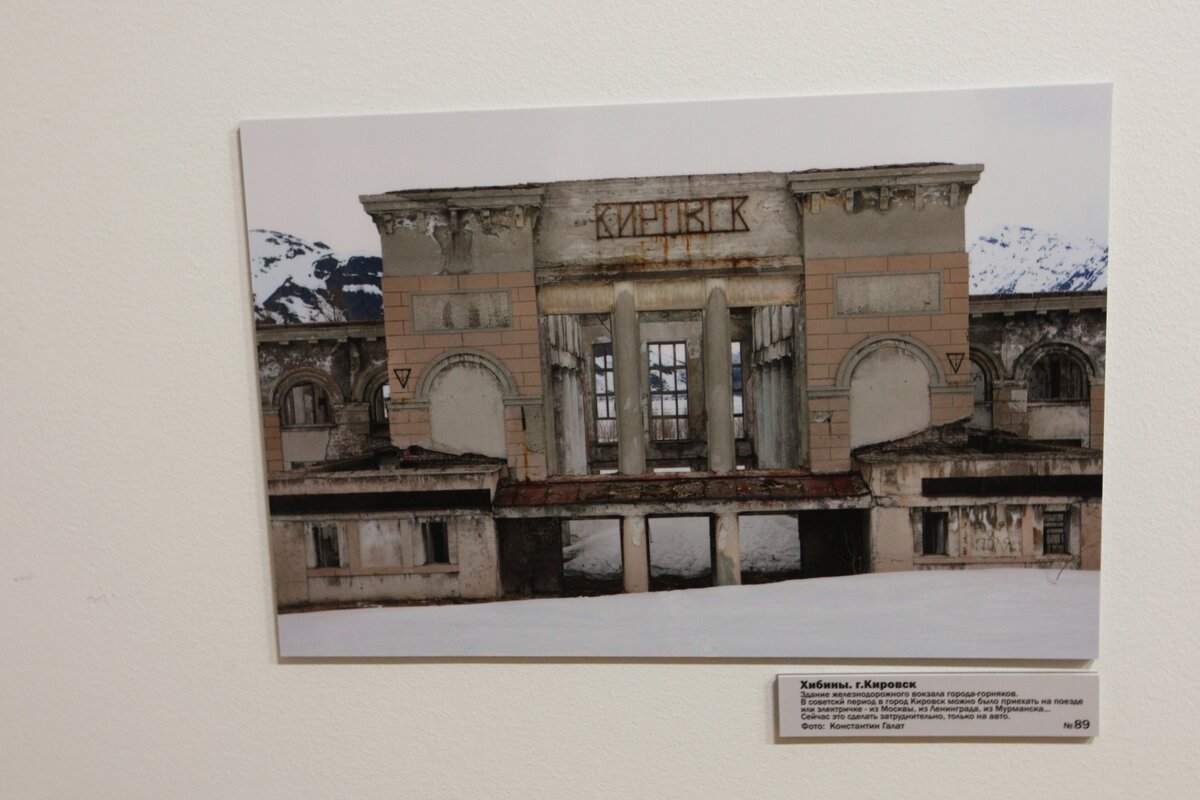 КИРОВСК
Хибины. г.Кировск
Здание железнодорожного вокзала города-горняков.
В советскй период в город Кировск можно было приехать на поезде
или электричке - из Москвы, из Ленинграда, из Мурманска...
Сейчас это сделать затруднительно, только на авто.
Фото: Константин Галат
№89